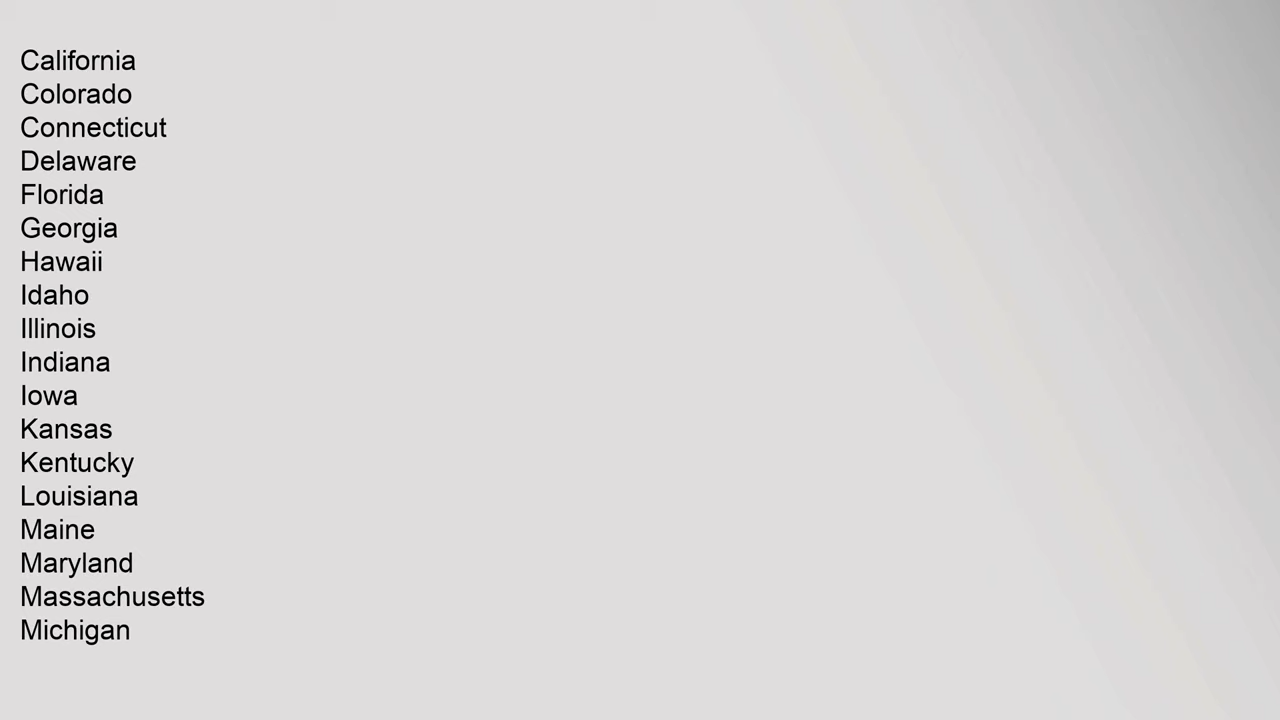 California
Colorado
Connecticut
Delaware
Florida
Georgia
Hawaii
Idaho
Illinois
Indiana
Iowa
Kansas
Kentucky
Louisiana
Maine
Maryland
Massachusetts
Michigan